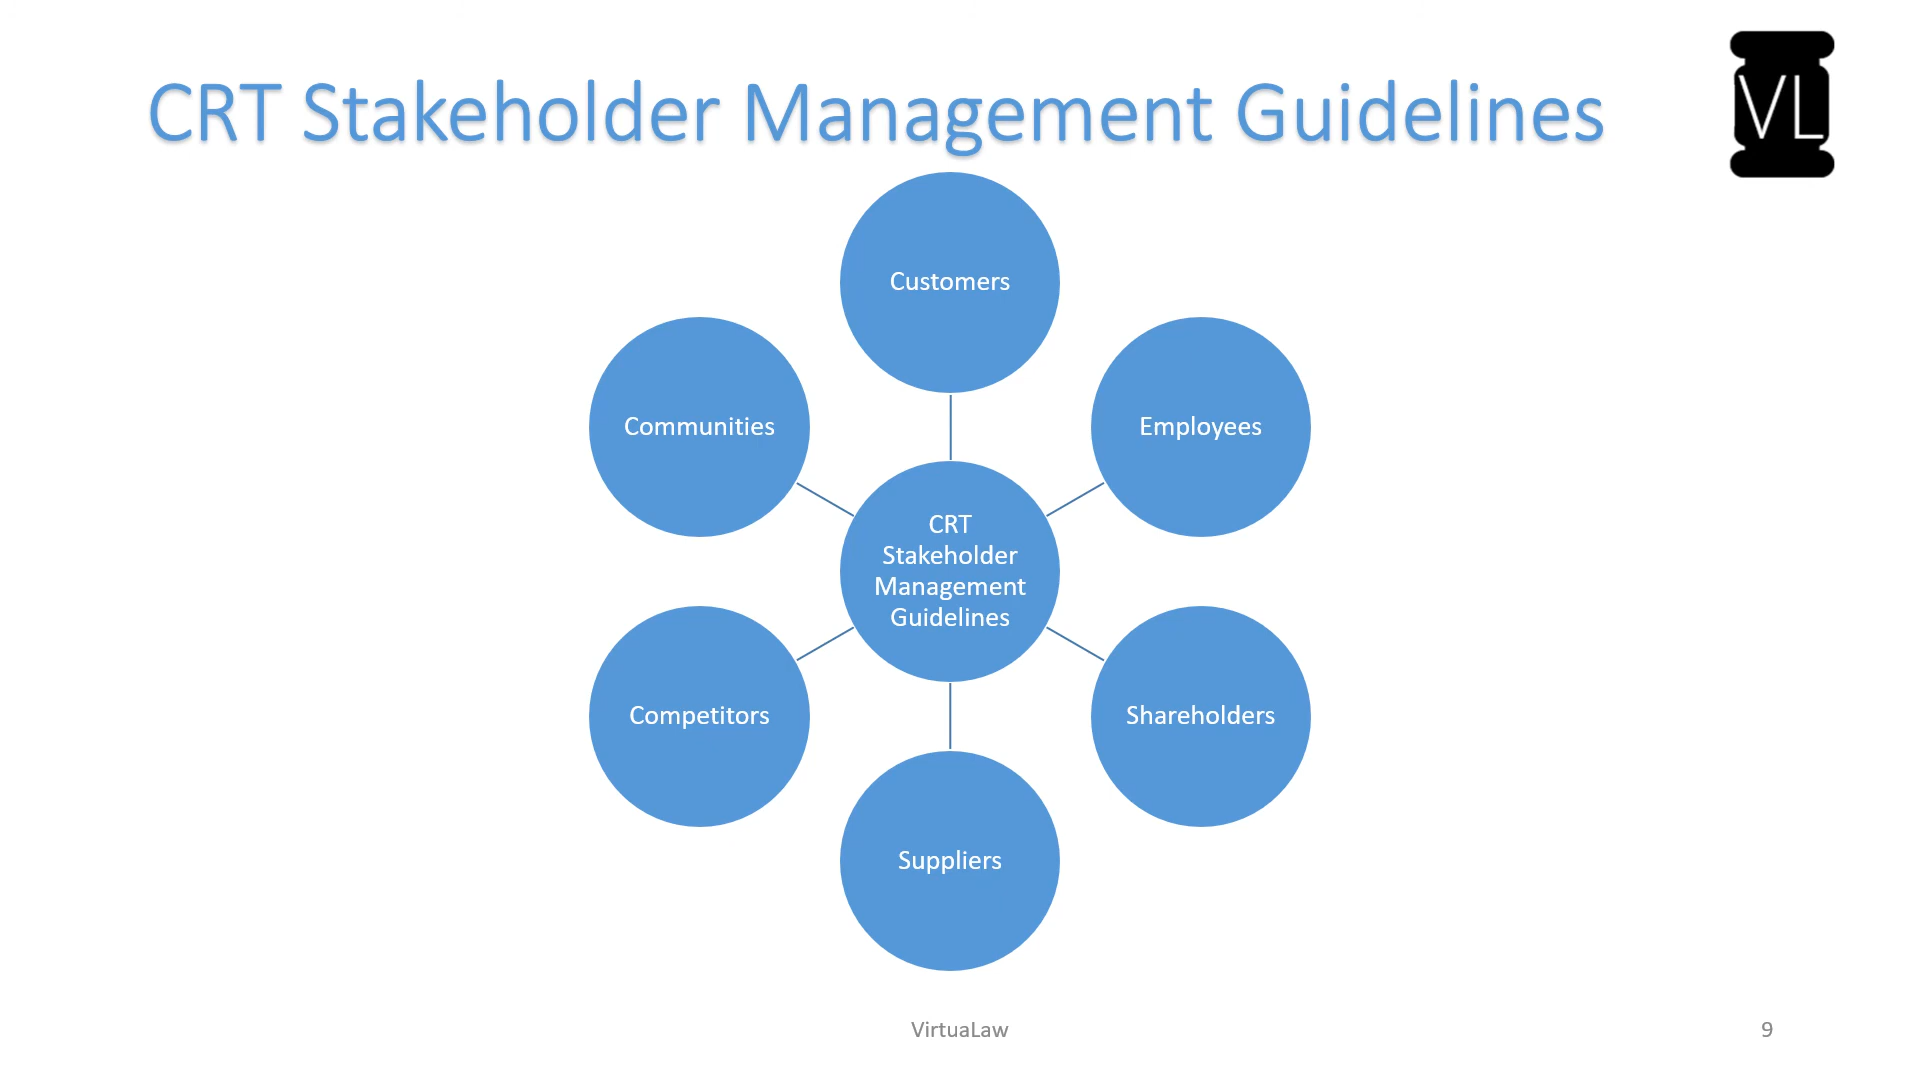 CRT Stakeholder Management Guidelines
VL
Customers
Employees
Shareholders
Suppliers
Competitors
Communities
CRT
Stakeholder
Management
Guidelines
VirtuaLaw
9